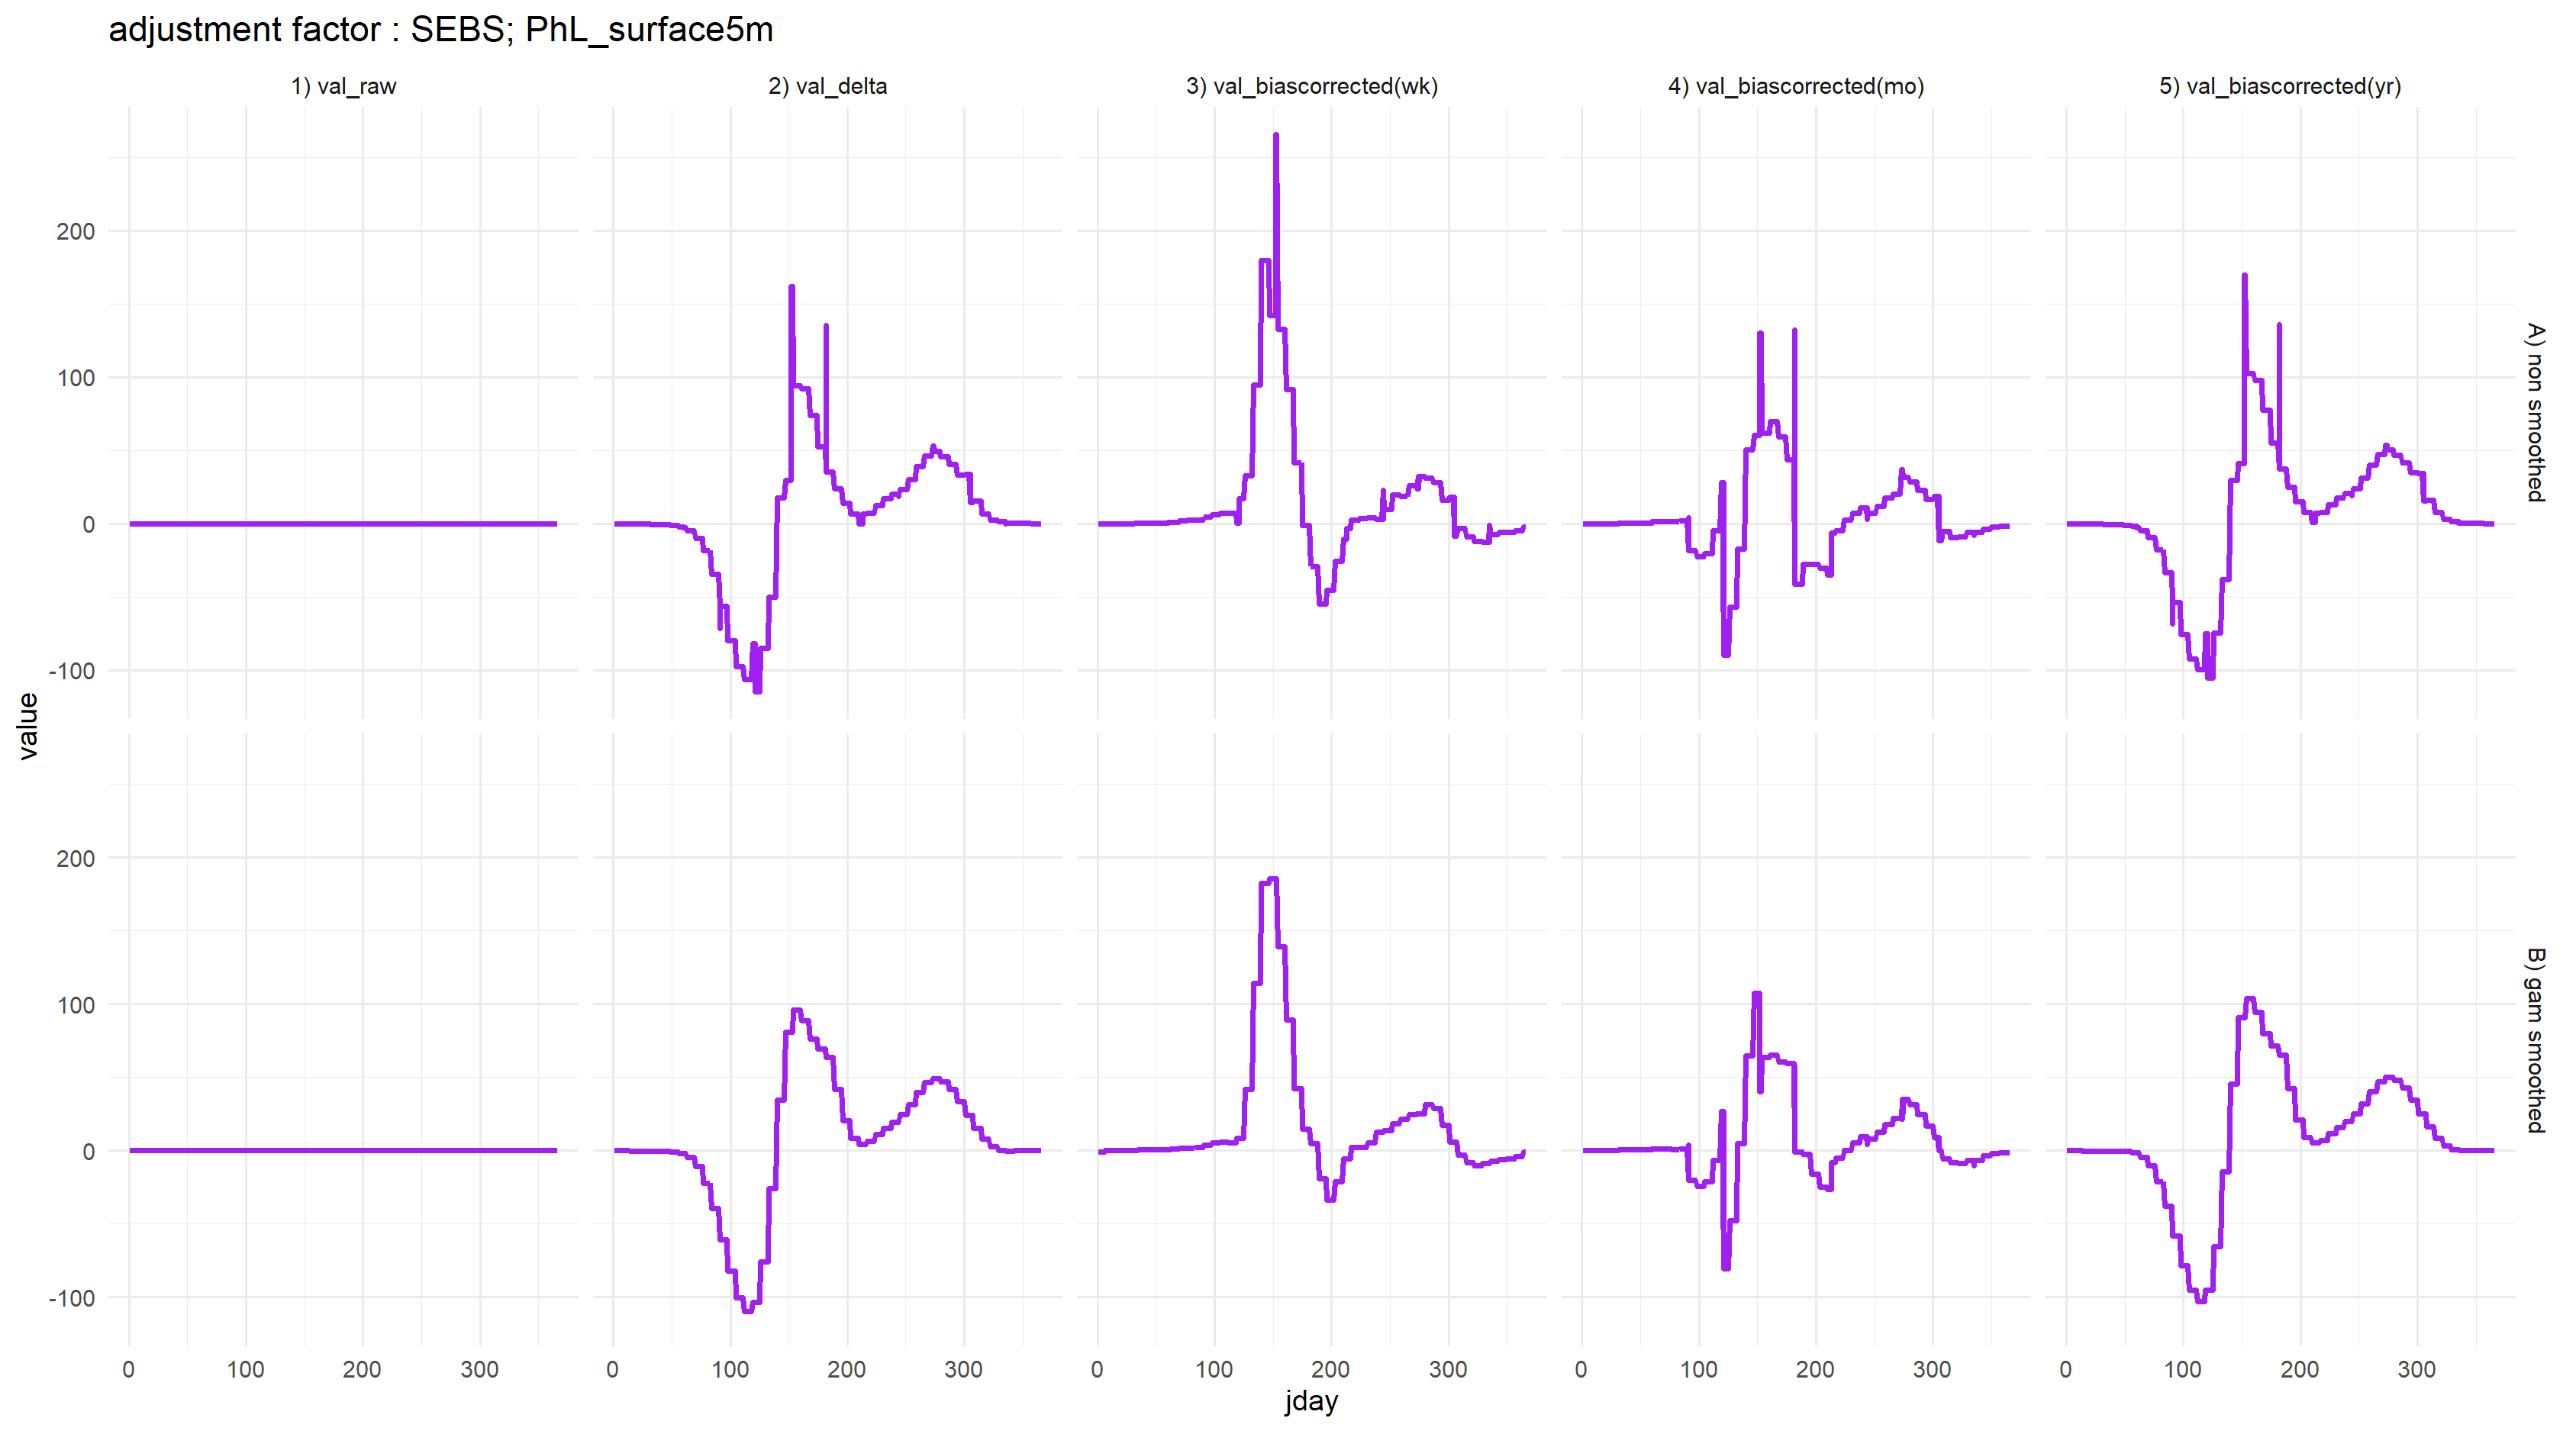 adjustment factor : SEBS; PhL_surface5m
1) val_raw
2) val_delta
3) val_biascorrected(wk)
4) val_biascorrected(mo)
5) val_biascorrected(yr)
200
100
0
-100
A) non smoothed
value
200
100
0
-100
B) gam smoothed
0 100 200 300
0 100 200 300
0 100 200 300
0 100 200 300
0 100 200 300
jday